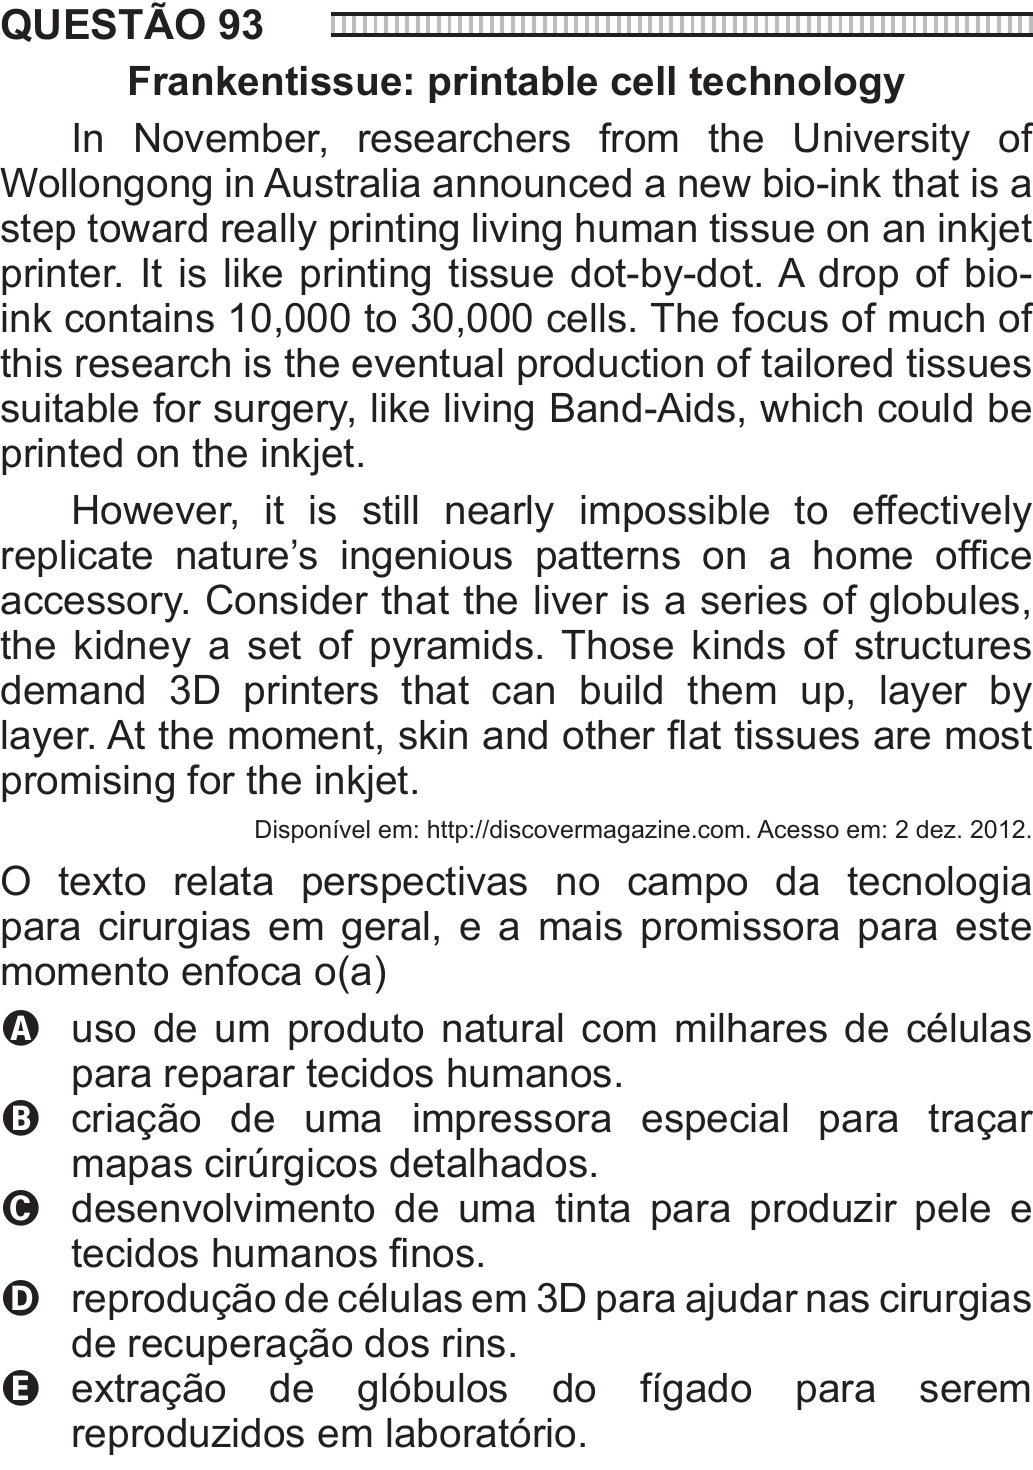 QUESTÃO 93
Frankentissue: printable cell technology
In November, researchers from the University of
Wollongong in Australia announced a new bio-ink that is a
step toward really printing living human tissue on an inkjet
printer. It is like printing tissue dot-by-dot. A drop of bio-
ink contains 10,000 to 30,000 cells. The focus of much of
this research is the eventual production of tailored tissues
suitable for surgery, like living Band-Aids, which could be
printed on the inkjet.
However, it is still nearly impossible to effectively
replicate nature’s ingenious patterns on a home office
accessory. Consider that the liver is a series of globules,
the kidney a set of pyramids. Those kinds of structures
demand 3D printers that can build them up, layer by
layer. At the moment, skin and other flat tissues are most
promising for the inkjet.
Disponível em: http://discovermagazine.com. Acesso em: 2 dez. 2012.
O texto relata perspectivas no campo da tecnologia
para cirurgias em geral, e a mais promissora para este
momento enfoca o(a)
A uso de um produto natural com milhares de células
para reparar tecidos humanos.
B criação de uma impressora especial para traçar
mapas cirúrgicos detalhados.
C desenvolvimento de uma tinta para produzir pele e
tecidos humanos finos.
D reprodução de células em 3D para ajudar nas cirurgias
de recuperação dos rins.
E extração de glóbulos do fígado para serem
reproduzidos em laboratório.